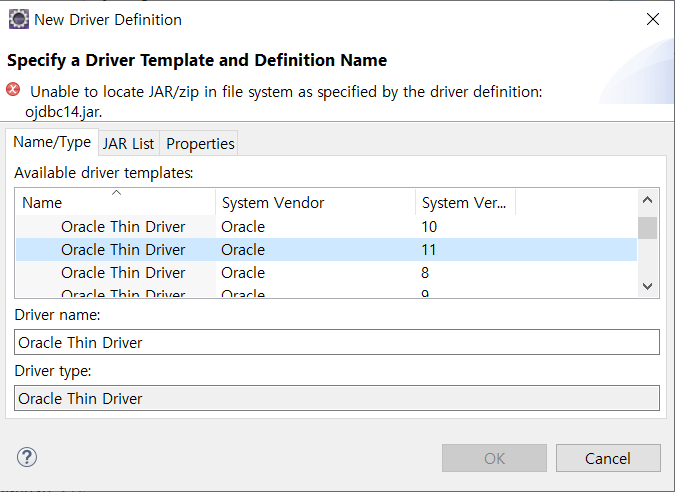 New Driver Definition
Specify a Driver Template and Definition Name
Unable to locate JAR/zip in file system as specified by the driver definition:
ojdbc14.jar.
Name/Type JAR List Properties
Available driver templates:
Name System Vendor System Ver...
Oracle Thin Driver Oracle 10
Oracle Thin Driver Oracle 11
Oracle Thin Driver Oracle 8
Oracle Thin Driver Oracle 9
Driver name:
Oracle Thin Driver
Driver type:
Oracle Thin Driver
? OK Cancel